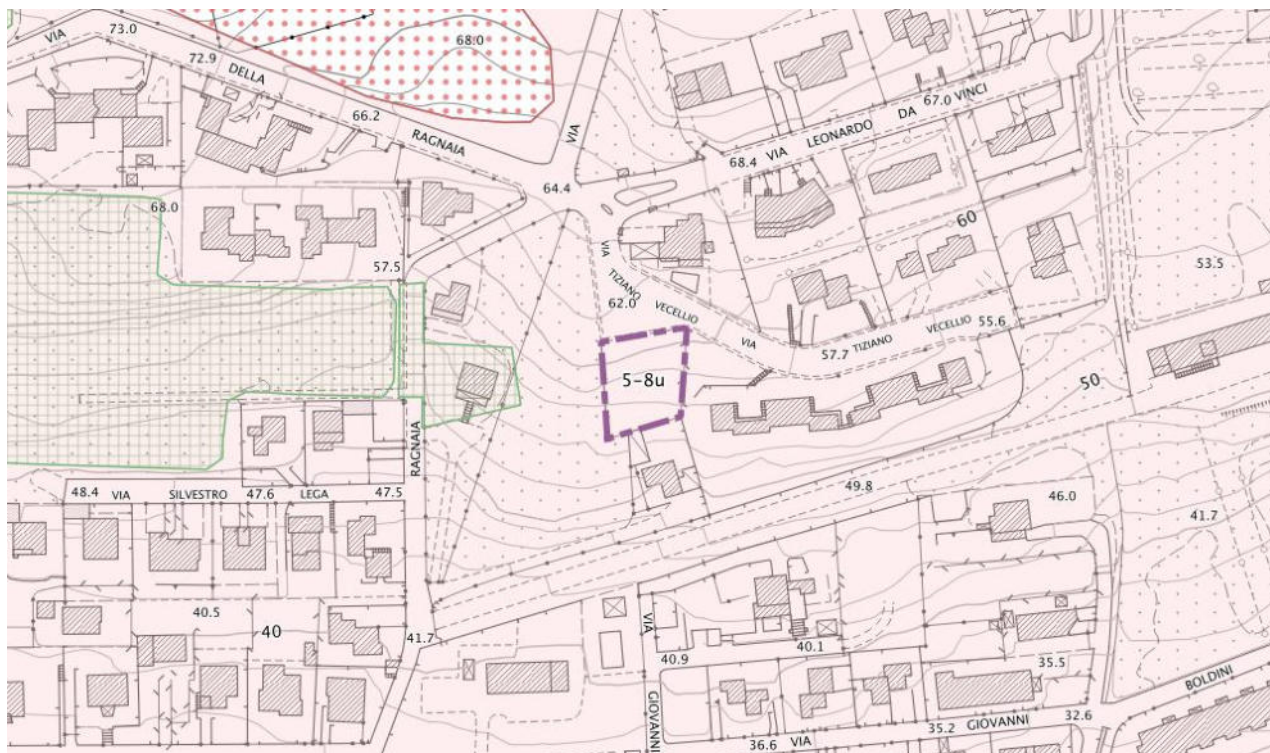 VIA
73.0
72.9
DELLA
66.2
RAGNAIA
68.0
VIA
64.4
68.4
VIA
LEONARDO
DA
67.0
VINCI
68.0
57.5
60
53.5
VIA
TIZIANO
VECELLIO
62.0
VIA
57.7
TIZIANO
VECELLIO
55.6
5-8u
50
RAGNAIA
48.4
VIA
SILVESTRO
47.6
LEGA
47.5
49.8
46.0
41.7
40.5
40
41.7
VIA
GIOVANNI
40.9
40.1
35.5
BOLDINI
36.6
VIA
35.2
GIOVANNI
32.6